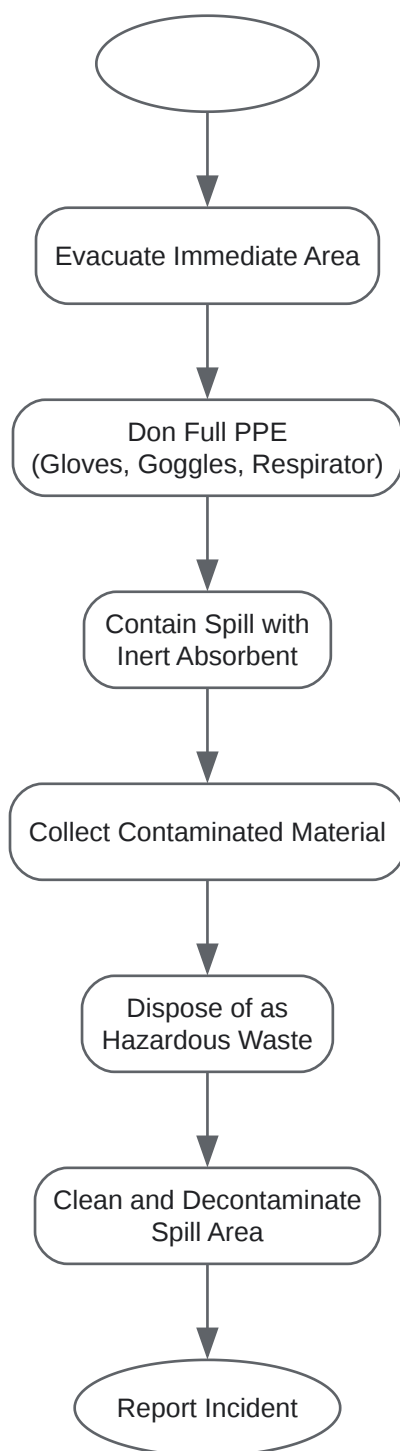 Evacuate Immediate Area
Don Full PPE
(Gloves, Goggles, Respirator)
Contain Spill with
Inert Absorbent
Collect Contaminated Material
Dispose of as
Hazardous Waste
Clean and Decontaminate
Spill Area
Report Incident